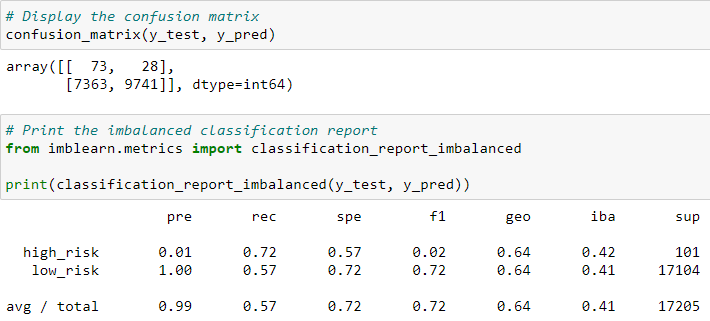 # Display the confusion matrix
confusion_matrix(y_test, y_pred)
array([[  73,   28],
       [7363, 9741]], dtype=int64)
# Print the imbalanced classification report
from imblearn.metrics import classification_report_imbalanced
print(classification_report_imbalanced(y_test, y_pred))
pre rec spe f1 geo iba sup
high_risk 0.01 0.72 0.57 0.02 0.64 0.42 101
low_risk 1.00 0.57 0.72 0.72 0.64 0.41 17104
avg / total 0.99 0.57 0.72 0.72 0.64 0.41 17205